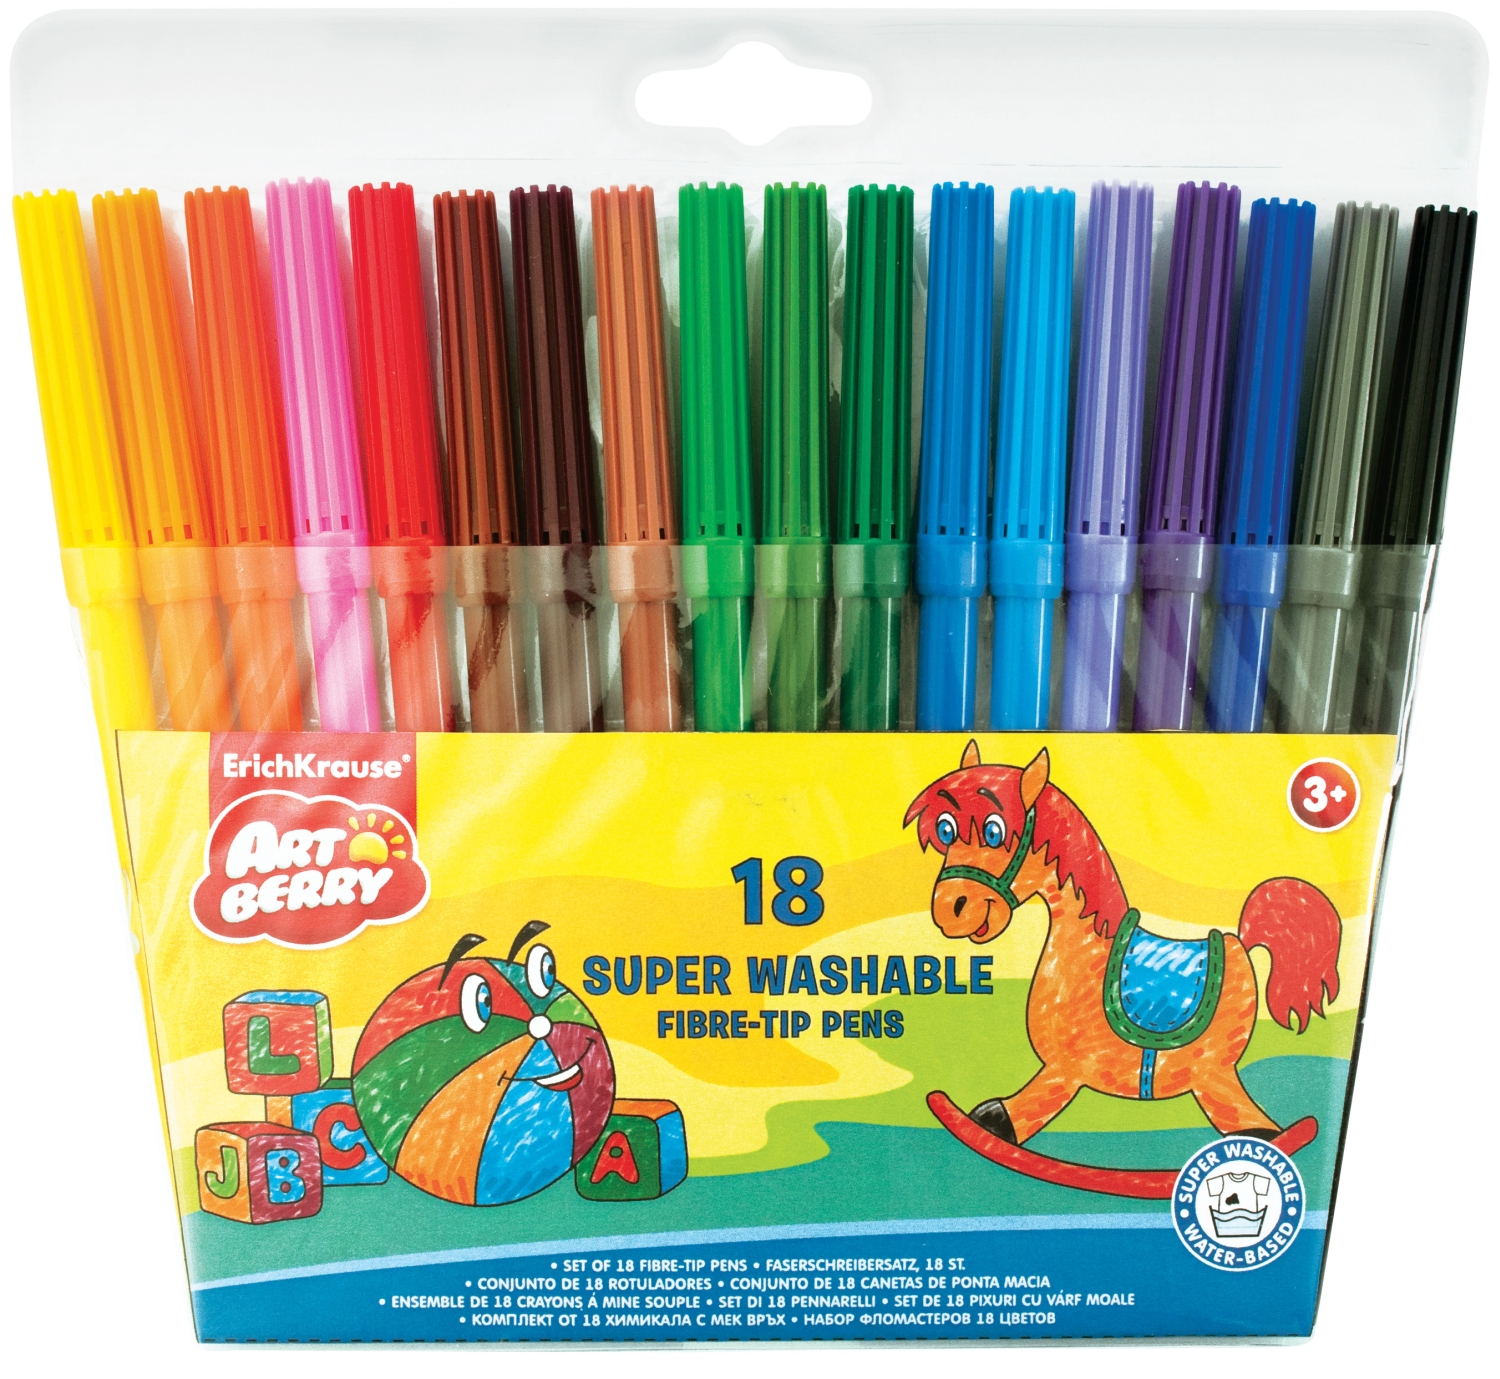 ErichKrause®
ART
BERRY
3+
18
SUPER WASHABLE
FIBRE-TIP PENS
L
C
J B
A
• SUPER WASHABLE •
WATER-BASED
• SET OF 18 FIBRE-TIP PENS • FASERSCHREIBERSATZ, 18 ST.
• CONJUNTO DE 18 ROTULADORES • CONJUNTO DE 18 CANETAS DE PONTA MACIA
• ENSEMBLE DE 18 CRAYONS Á MINE SOUPLE • SET DI 18 PENNARELLI • SET DE 18 PIXURI CU VÁRF MOALE
• КОМПЛЕКТ ОТ 18 ХИМИКАЛА С МЕК ВРЪХ • НАБОР ФЛОМАСТЕРОВ 18 ЦВЕТОВ